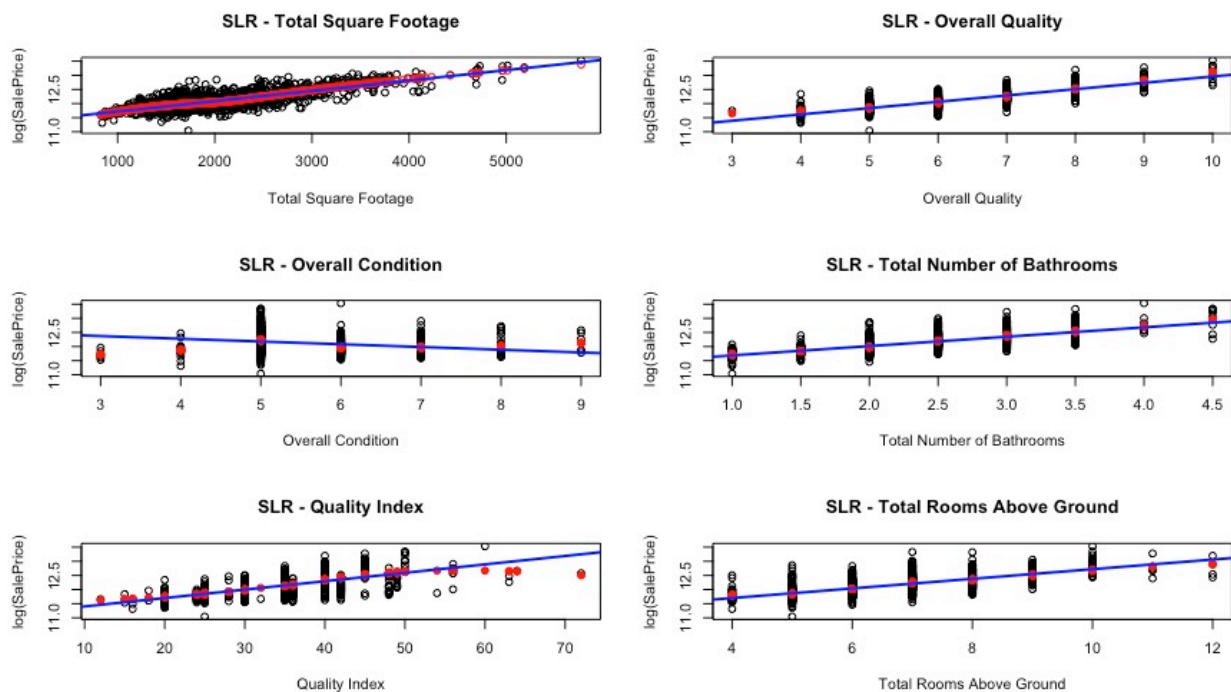 SLR - Total Square Footage
log(SalePrice)
11.0 12.5
1000 2000 3000 4000 5000
Total Square Footage
SLR - Overall Quality
log(SalePrice)
11.0 12.5
3 4 5 6 7 8 9 10
Overall Quality
SLR - Overall Condition
log(SalePrice)
11.0 12.5
3 4 5 6 7 8 9
Overall Condition
SLR - Total Number of Bathrooms
log(SalePrice)
11.0 12.5
1.0 1.5 2.0 2.5 3.0 3.5 4.0 4.5
Total Number of Bathrooms
SLR - Quality Index
log(SalePrice)
11.0 12.5
10 20 30 40 50 60 70
Quality Index
SLR - Total Rooms Above Ground
log(SalePrice)
11.0 12.5
4 6 8 10 12
Total Rooms Above Ground